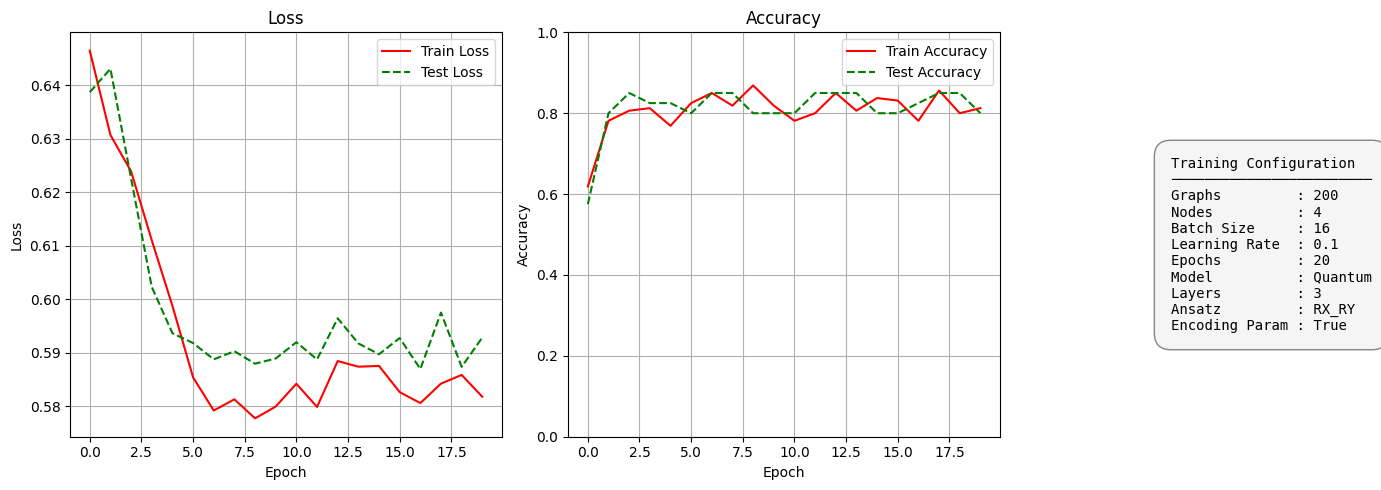 Loss
Train Loss
Test Loss
0.64
0.63
0.62
0.61
0.60
0.59
0.58
Loss
0.0 2.5 5.0 7.5 10.0 12.5 15.0 17.5
Epoch
Accuracy
Train Accuracy
Test Accuracy
1.0
0.8
0.6
0.4
0.2
0.0
Accuracy
0.0 2.5 5.0 7.5 10.0 12.5 15.0 17.5
Epoch
Training Configuration
Graphs : 200
Nodes : 4
Batch Size : 16
Learning Rate : 0.1
Epochs : 20
Model : Quantum
Layers : 3
Ansatz : RX_RY
Encoding Param : True